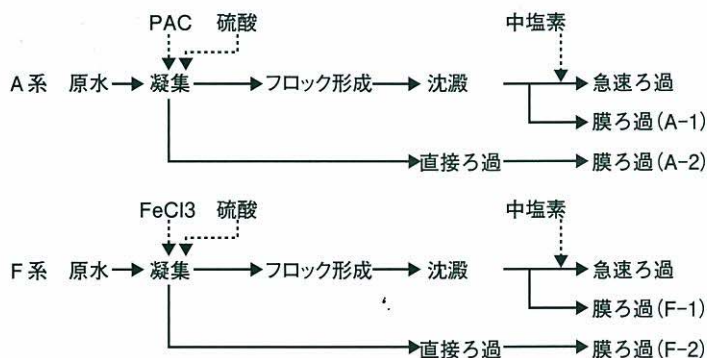 PAC 硫酸 中塩素
A系 原水 凝集 フロック形成 沈澱 急速ろ過
膜ろ過(A-1)
直接ろ過 膜ろ過(A-2)
FeCl3 硫酸 中塩素
F系 原水 凝集 フロック形成 沈澱 急速ろ過
膜ろ過(F-1)
直接ろ過 膜ろ過(F-2)